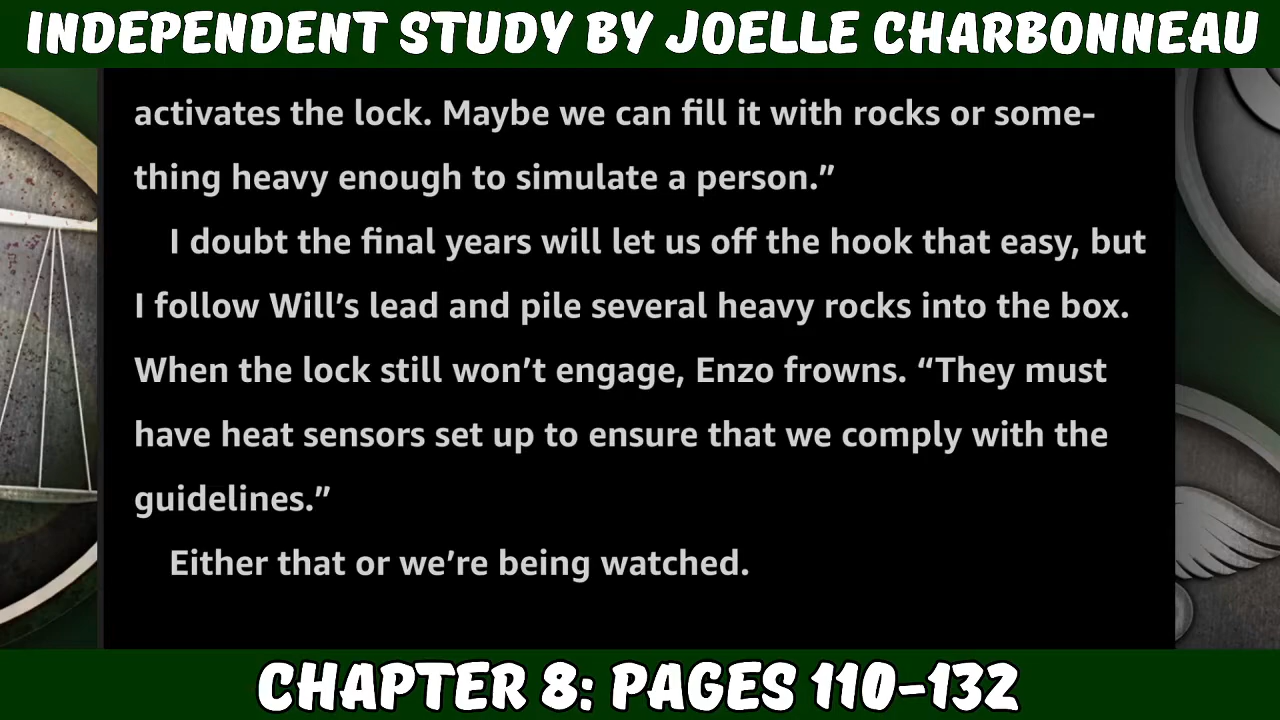 INDEPENDENT STUDY BY JOELLE CHARBONNEAU
activates the lock. Maybe we can fill it with rocks or some-
thing heavy enough to simulate a person.”
I doubt the final years will let us off the hook that easy, but
I follow Will’s lead and pile several heavy rocks into the box.
When the lock still won’t engage, Enzo frowns. “They must
have heat sensors set up to ensure that we comply with the
guidelines.”
Either that or we’re being watched.
CHAPTER 8: PAGES 110-132